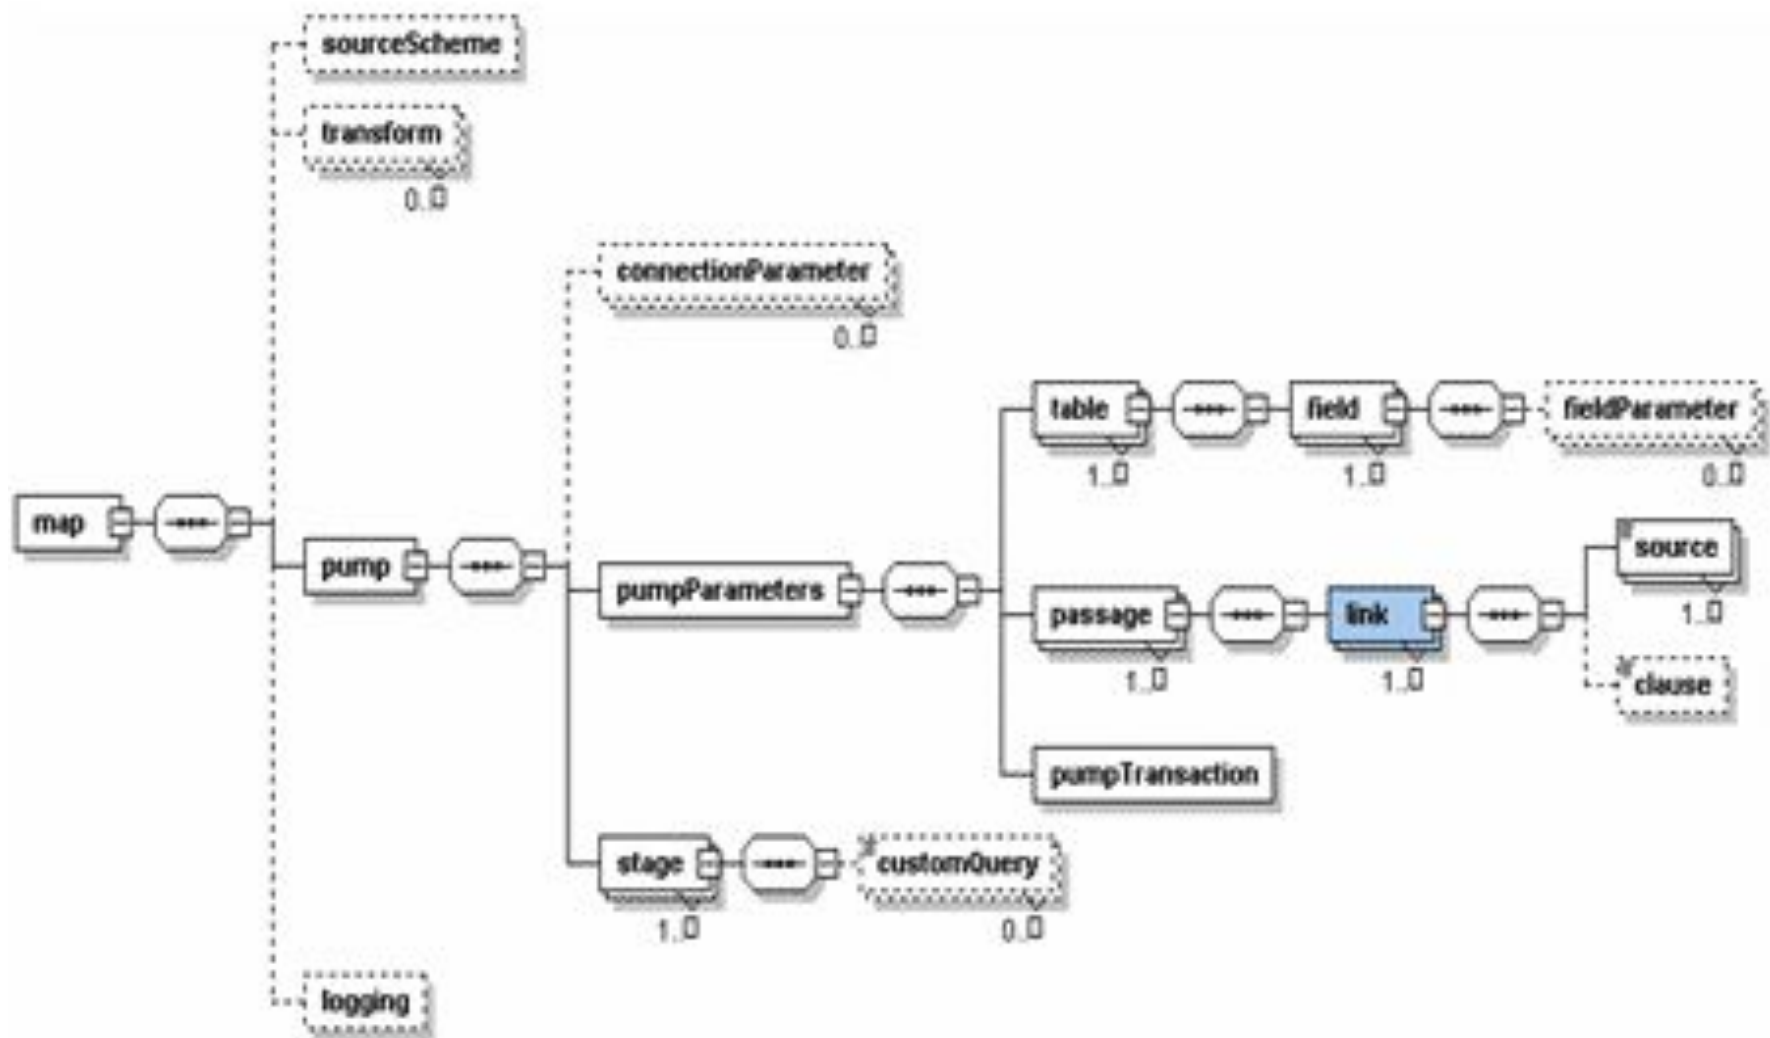 sourceScheme
transform
0..
connectionParameter
0..
table
field
fieldParameter
1..
1..
0..
map
pump
pumpParameters
passage
link
source
1..
1..
1..
clause
pumpTransaction
stage
customQuery
1..
0..
logging